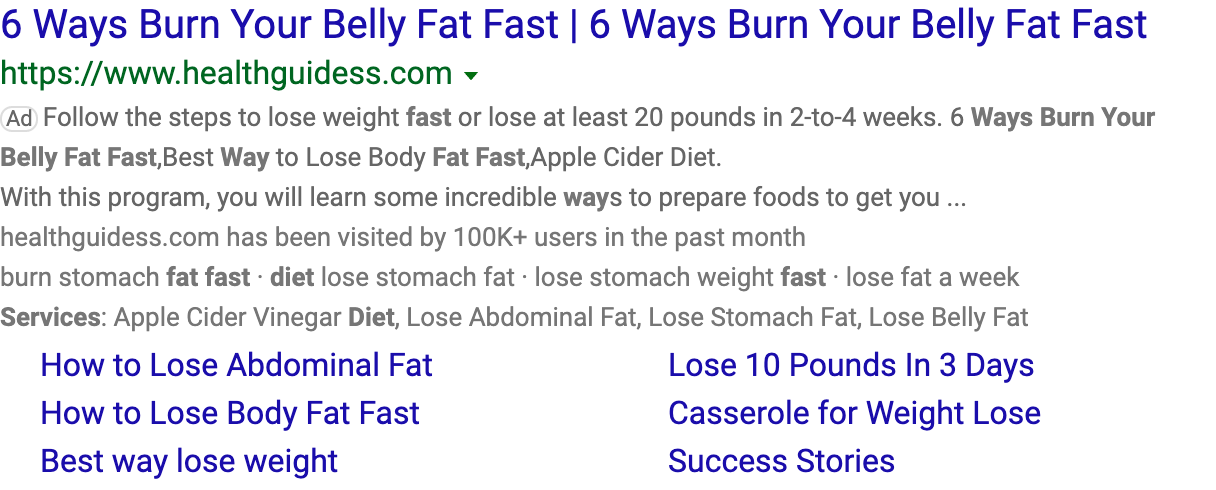 6 Ways Burn Your Belly Fat Fast | 6 Ways Burn Your Belly Fat Fast
https://www.healthguidess.com
Ad Follow the steps to lose weight fast or lose at least 20 pounds in 2-to-4 weeks. 6 Ways Burn Your
Belly Fat Fast,Best Way to Lose Body Fat Fast,Apple Cider Diet.
With this program, you will learn some incredible ways to prepare foods to get you ...
healthguidess.com has been visited by 100K+ users in the past month
burn stomach fat fast · diet lose stomach fat · lose stomach weight fast · lose fat a week
Services: Apple Cider Vinegar Diet, Lose Abdominal Fat, Lose Stomach Fat, Lose Belly Fat
How to Lose Abdominal Fat
Lose 10 Pounds In 3 Days
How to Lose Body Fat Fast
Casserole for Weight Lose
Best way lose weight
Success Stories